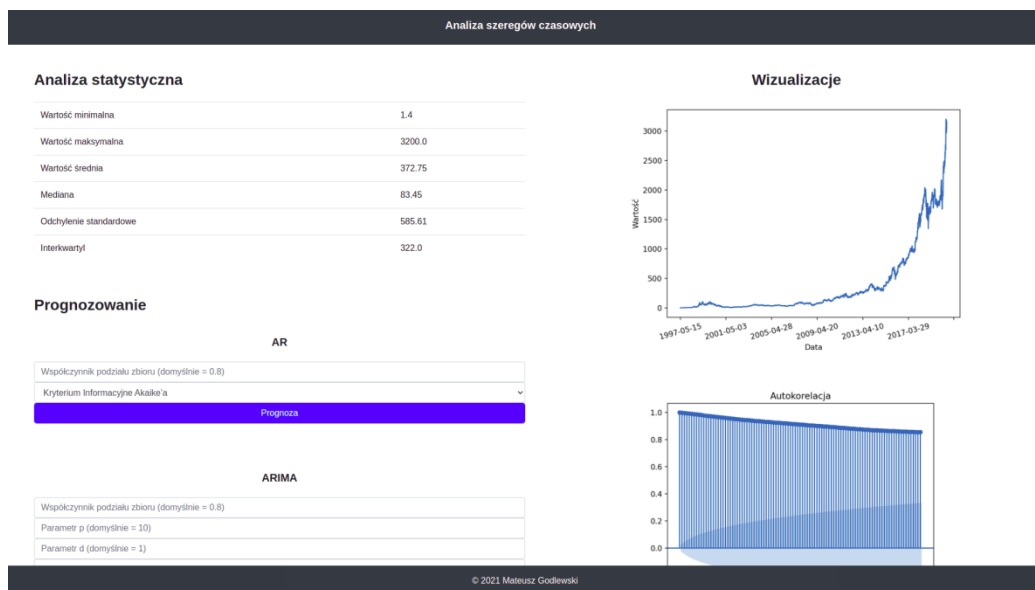 Analiza szeregów czasowych
Analiza statystyczna
Wartość minimalna 1.4
Wartość maksymalna 3200.0
Wartość średnia 372.75
Mediana 83.45
Odchylenie standardowe 585.61
Interkwartyl 322.0
Prognozowanie
AR
Współczynnik podziału zbioru (domyślnie = 0.8)
Kryterium Informacyjne Akaike'a
Prognoza
ARIMA
Współczynnik podziału zbioru (domyślnie = 0.8)
Parametr p (domyślnie = 10)
Parametr d (domyślnie = 1)
Wizualizacje
3000
2500
2000
1500
1000
500
0
Wartość
1997-05-15 2001-05-03 2005-04-28 2009-04-20 2013-04-10 2017-03-29
Data
Autokorelacja
1.0
0.8
0.6
0.4
0.2
0.0
© 2021 Mateusz Godlewski